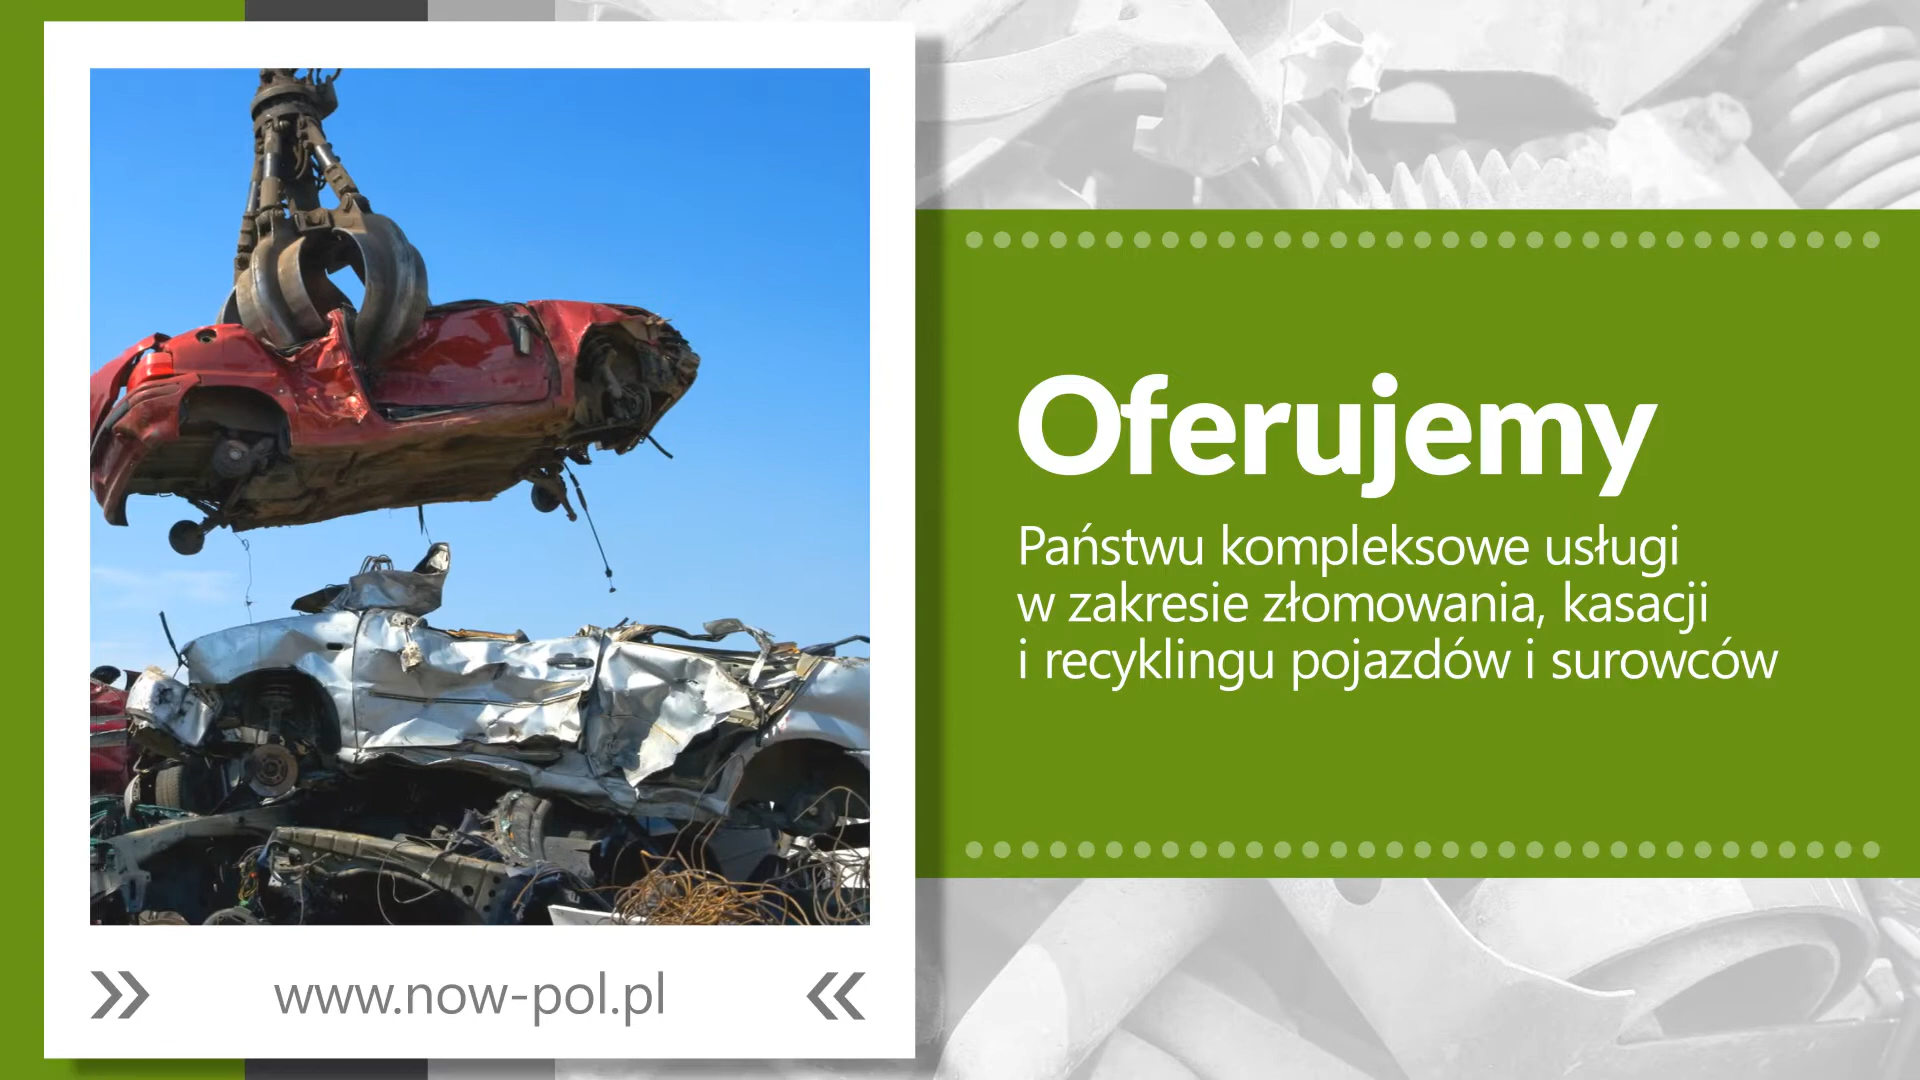 Oferujemy
Państwu kompleksowe usługi
w zakresie złomowania, kasacji
i recyklingu pojazdów i surowców
www.now-pol.pl